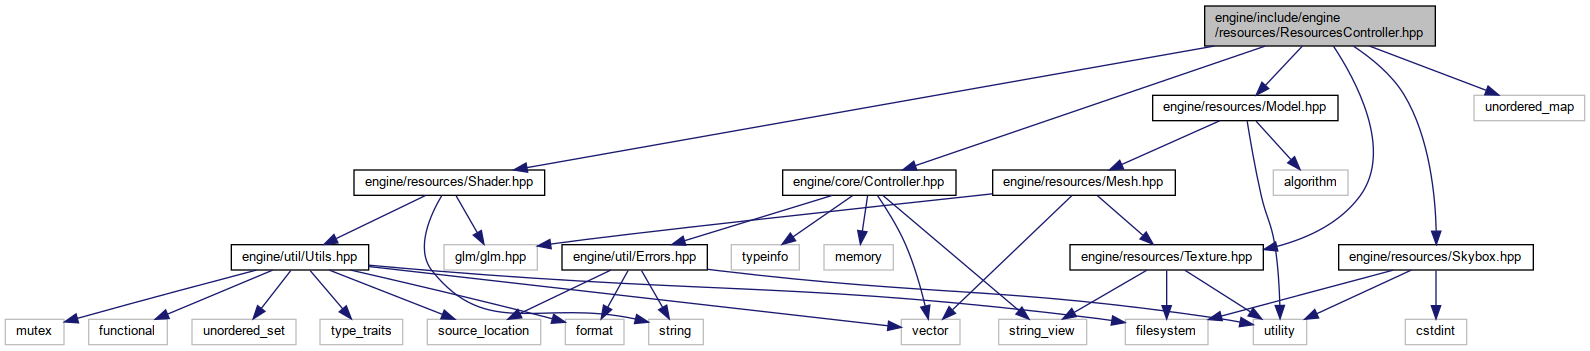 engine/include/engine
/resources/ResourcesController.hpp
engine/resources/Model.hpp
unordered_map
engine/resources/Shader.hpp
engine/core/Controller.hpp
engine/resources/Mesh.hpp
algorithm
engine/util/Utils.hpp
glm/glm.hpp
engine/util/Errors.hpp
typeinfo
memory
engine/resources/Texture.hpp
engine/resources/Skybox.hpp
mutex
functional
unordered_set
type_traits
source_location
format
string
vector
string_view
filesystem
utility
cstdint